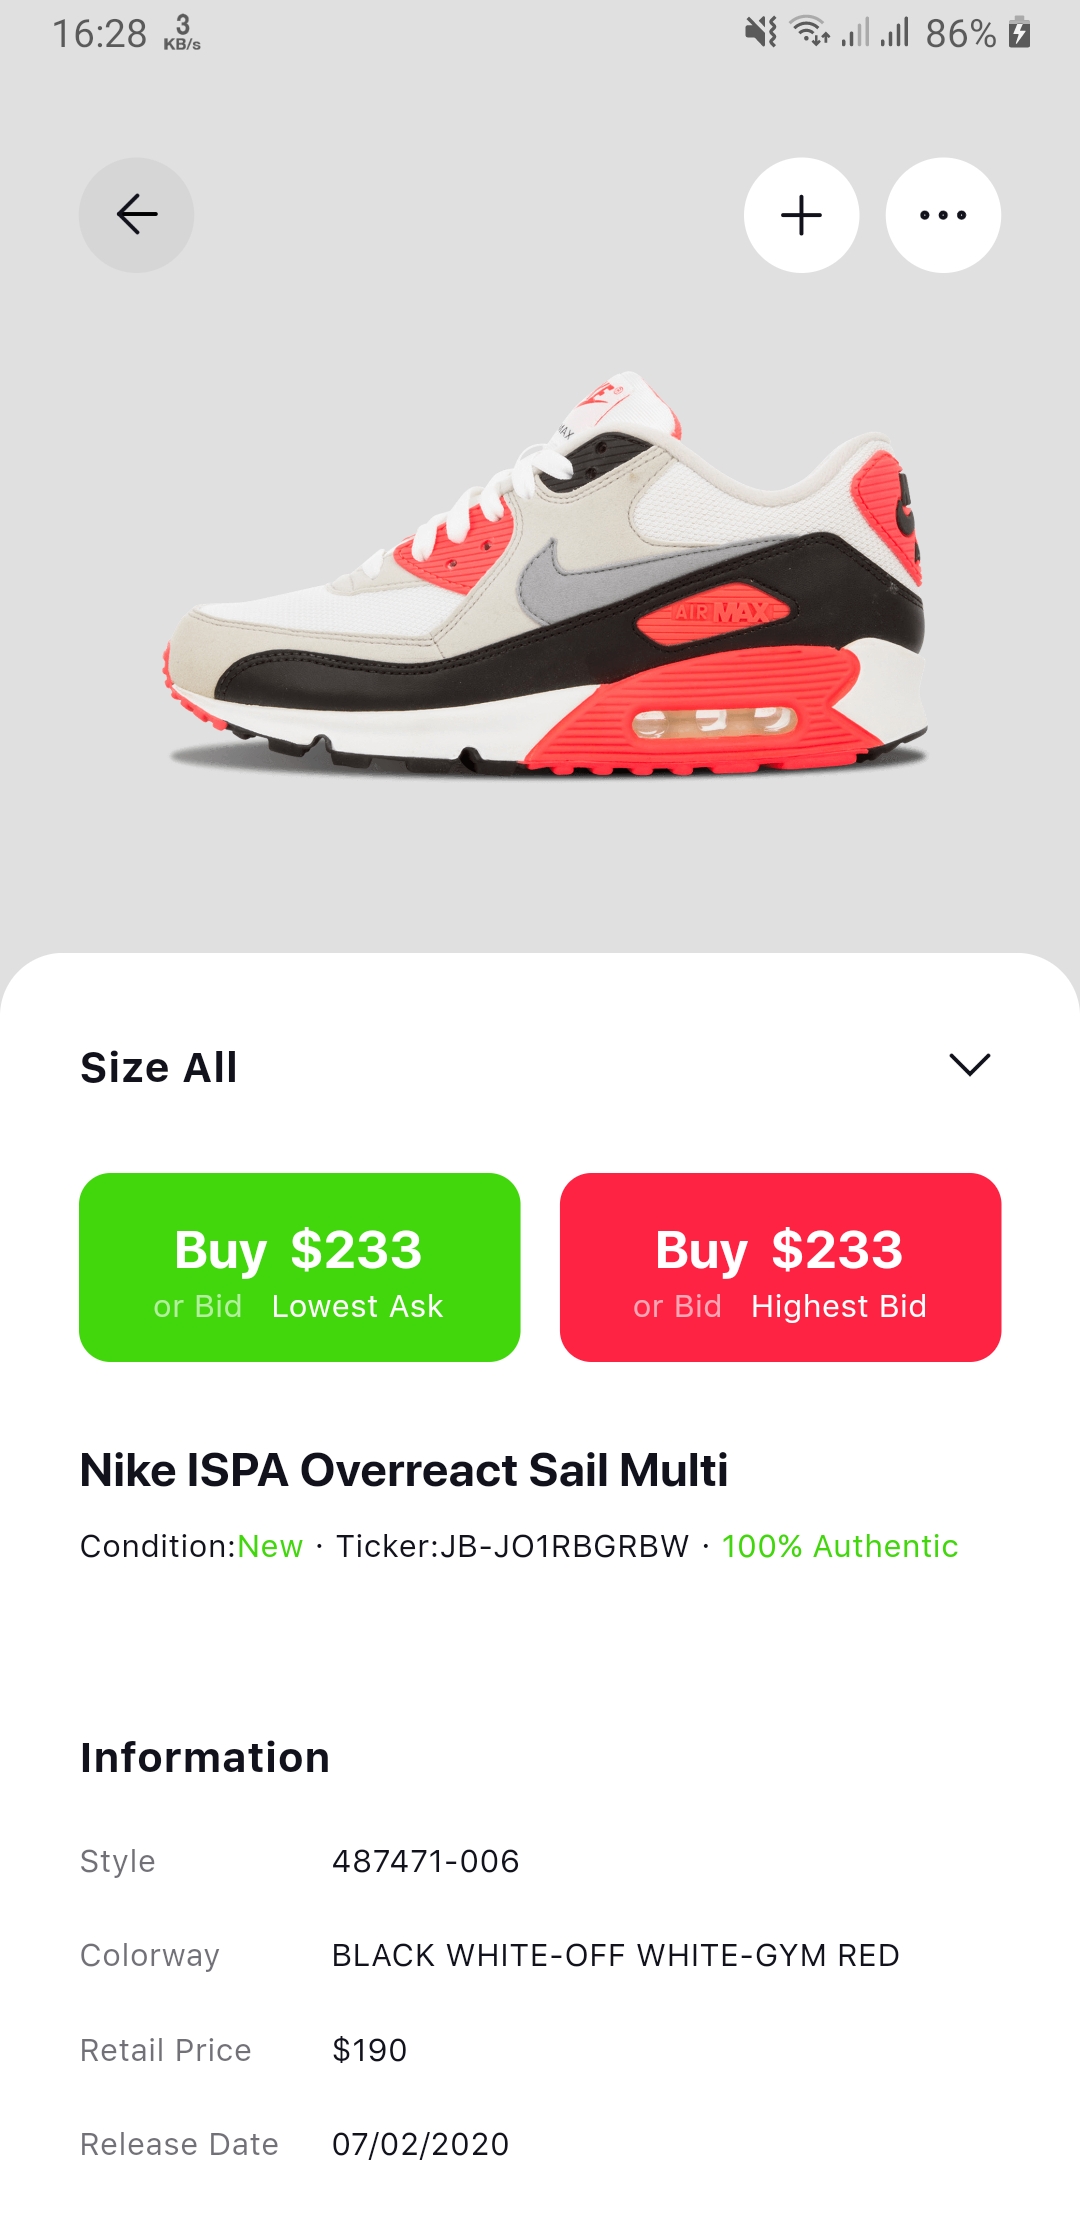 16:28 3 KB/s 86%
MAX
AIR MAX
Size All
Buy $233
or Bid Lowest Ask
Buy $233
or Bid Highest Bid
Nike ISPA Overreact Sail Multi
Condition:New · Ticker:JB-JO1RBGRBW · 100% Authentic
Information
Style 487471-006
Colorway BLACK WHITE-OFF WHITE-GYM RED
Retail Price $190
Release Date 07/02/2020